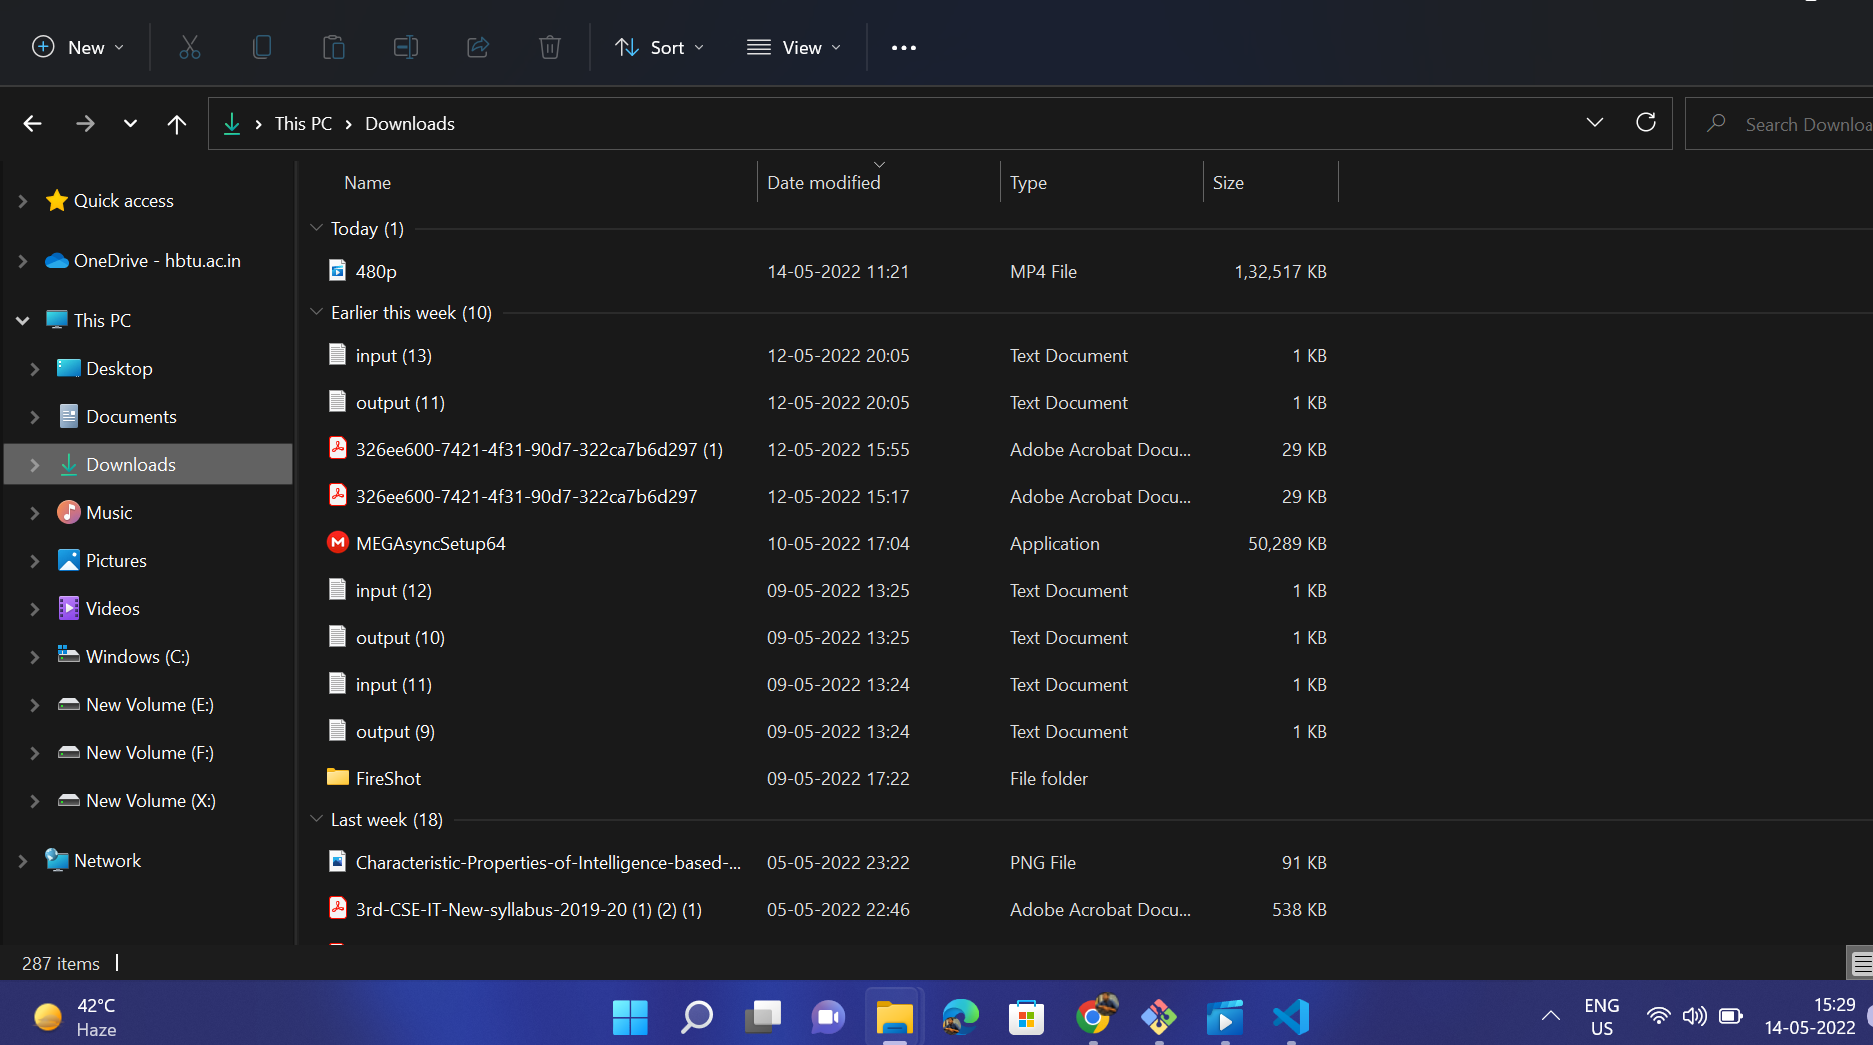 New Sort View
This PC Downloads Search Downloa
Name Date modified Type Size
Quick access
OneDrive - hbtu.ac.in
This PC
Desktop
Documents
Downloads
Music
Pictures
Videos
Windows (C:)
New Volume (E:)
New Volume (F:)
New Volume (X:)
Network
Today (1)
480p 14-05-2022 11:21 MP4 File 1,32,517 KB
Earlier this week (10)
input (13) 12-05-2022 20:05 Text Document 1 KB
output (11) 12-05-2022 20:05 Text Document 1 KB
326ee600-7421-4f31-90d7-322ca7b6d297 (1) 12-05-2022 15:55 Adobe Acrobat Docu... 29 KB
326ee600-7421-4f31-90d7-322ca7b6d297 12-05-2022 15:17 Adobe Acrobat Docu... 29 KB
MEGAsyncSetup64 10-05-2022 17:04 Application 50,289 KB
input (12) 09-05-2022 13:25 Text Document 1 KB
output (10) 09-05-2022 13:25 Text Document 1 KB
input (11) 09-05-2022 13:24 Text Document 1 KB
output (9) 09-05-2022 13:24 Text Document 1 KB
FireShot 09-05-2022 17:22 File folder
Last week (18)
Characteristic-Properties-of-Intelligence-based-... 05-05-2022 23:22 PNG File 91 KB
3rd-CSE-IT-New-syllabus-2019-20 (1) (2) (1) 05-05-2022 22:46 Adobe Acrobat Docu... 538 KB
287 items
42°C
Haze
ENG
US
15:29
14-05-2022